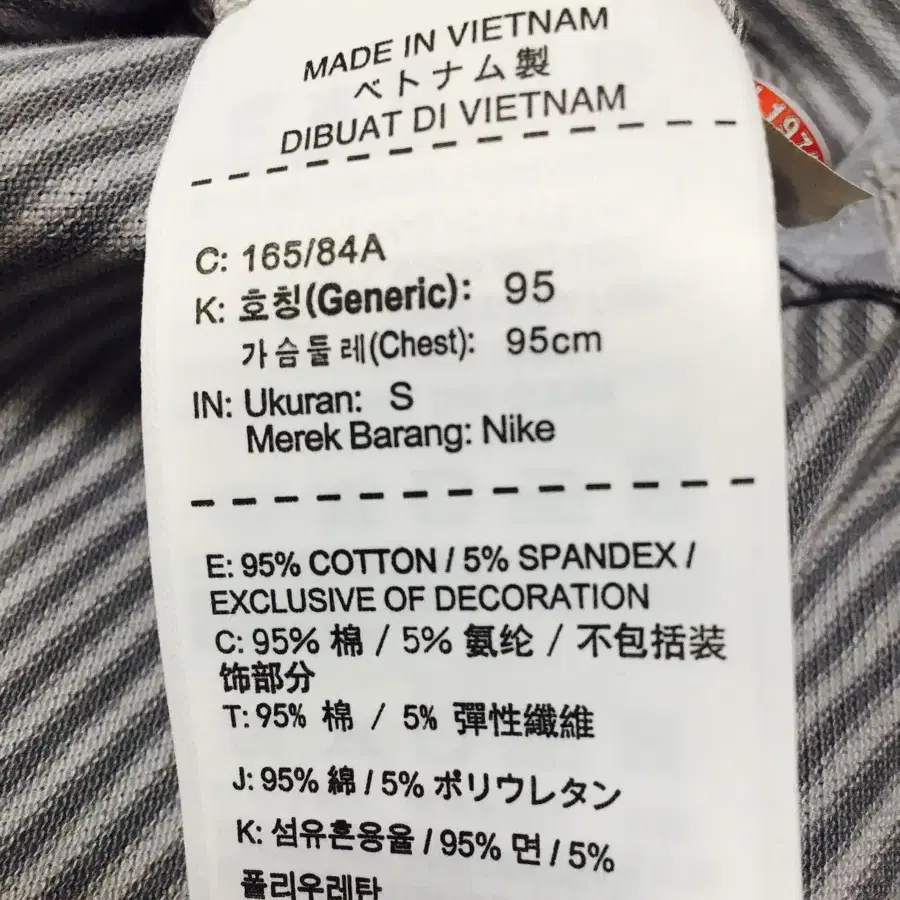 MADE IN VIETNAM
ベトナム製
DIBUAT DI VIETNAM
C: 165/84A
K: 호칭(Generic): 95
가슴둘레(Chest): 95cm
IN: Ukuran: S
Merek Barang: Nike
E: 95% COTTON / 5% SPANDEX /
EXCLUSIVE OF DECORATION
C: 95% 棉 / 5% 氨纶 / 不包括装
饰部分
T: 95% 棉 / 5% 彈性纖維
J: 95% 綿 / 5% ポリウレタン
K: 섬유혼용율 / 95% 면 / 5%
폴리우레탄